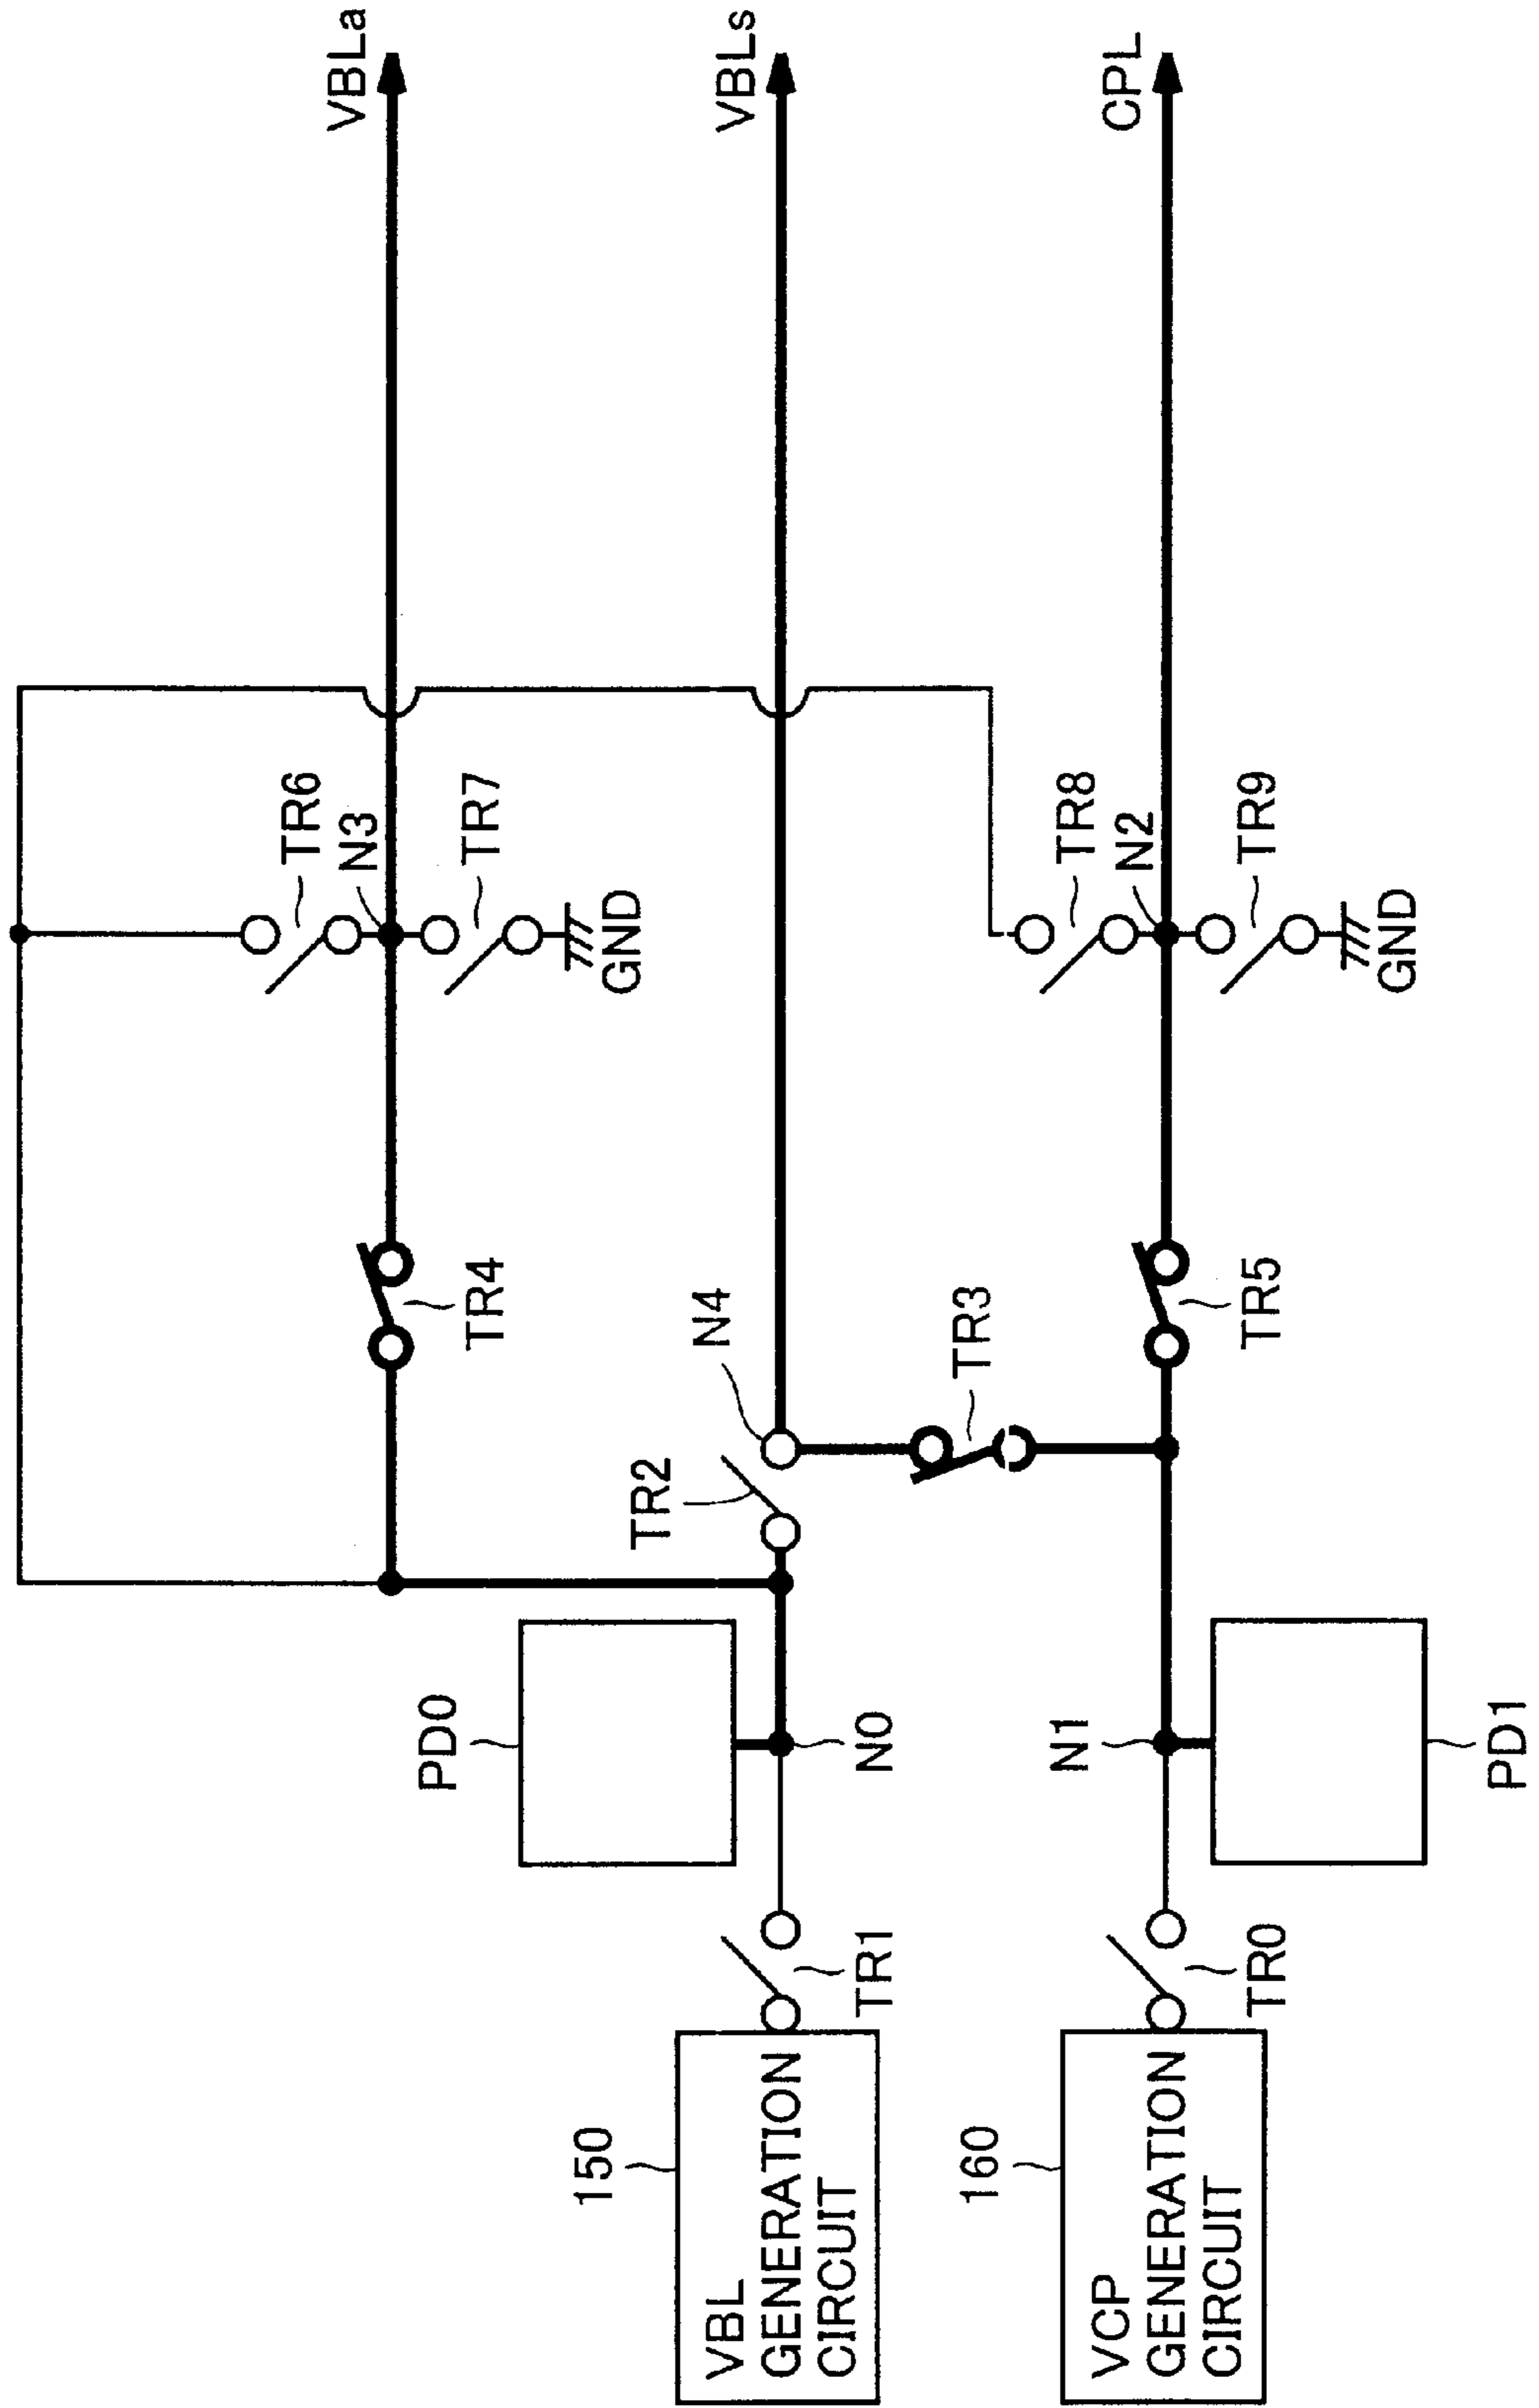 VBLa
VBLs
CPL
TR6
N3
TR7
GND
TR8
N2
TR9
GND
TR4
N4
TR3
TR5
TR2
PD0
N0
N1
PD1
TR1
TR0
150
VBL
GENERATION
CIRCUIT
160
VCP
GENERATION
CIRCUIT